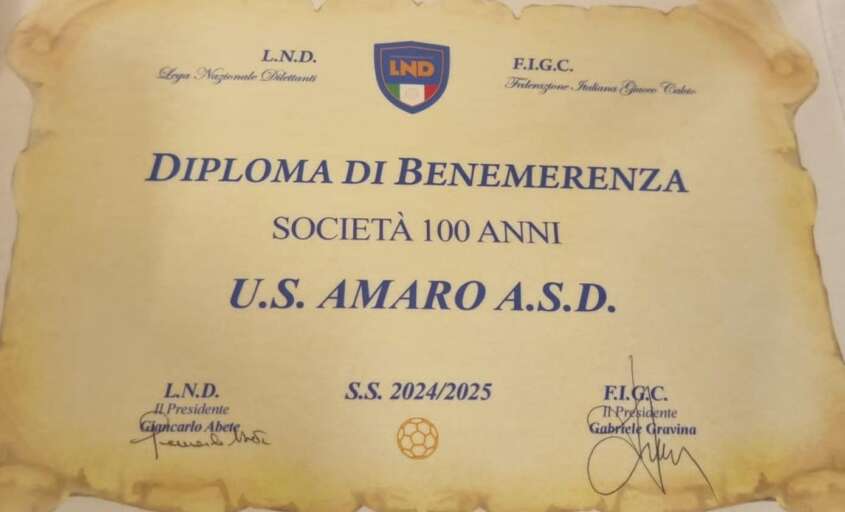 L.N.D.
Lega Nazionale Dilettanti
LND
F.I.G.C.
Federazione Italiana Giuoco Calcio
DIPLOMA DI BENEMERENZA
SOCIETÀ 100 ANNI
U.S. AMARO A.S.D.
L.N.D.
Il Presidente
Giancarlo Abete
S.S. 2024/2025
F.I.G.C.
Il Presidente
Gabriele Gravina